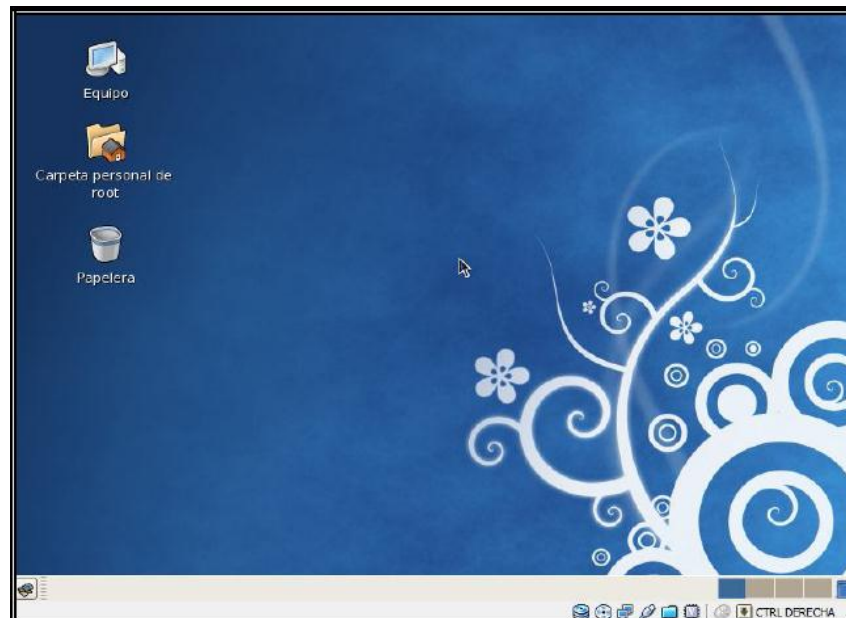 Equipo
Carpeta personal de
root
Papelera
CTRL DERECHA